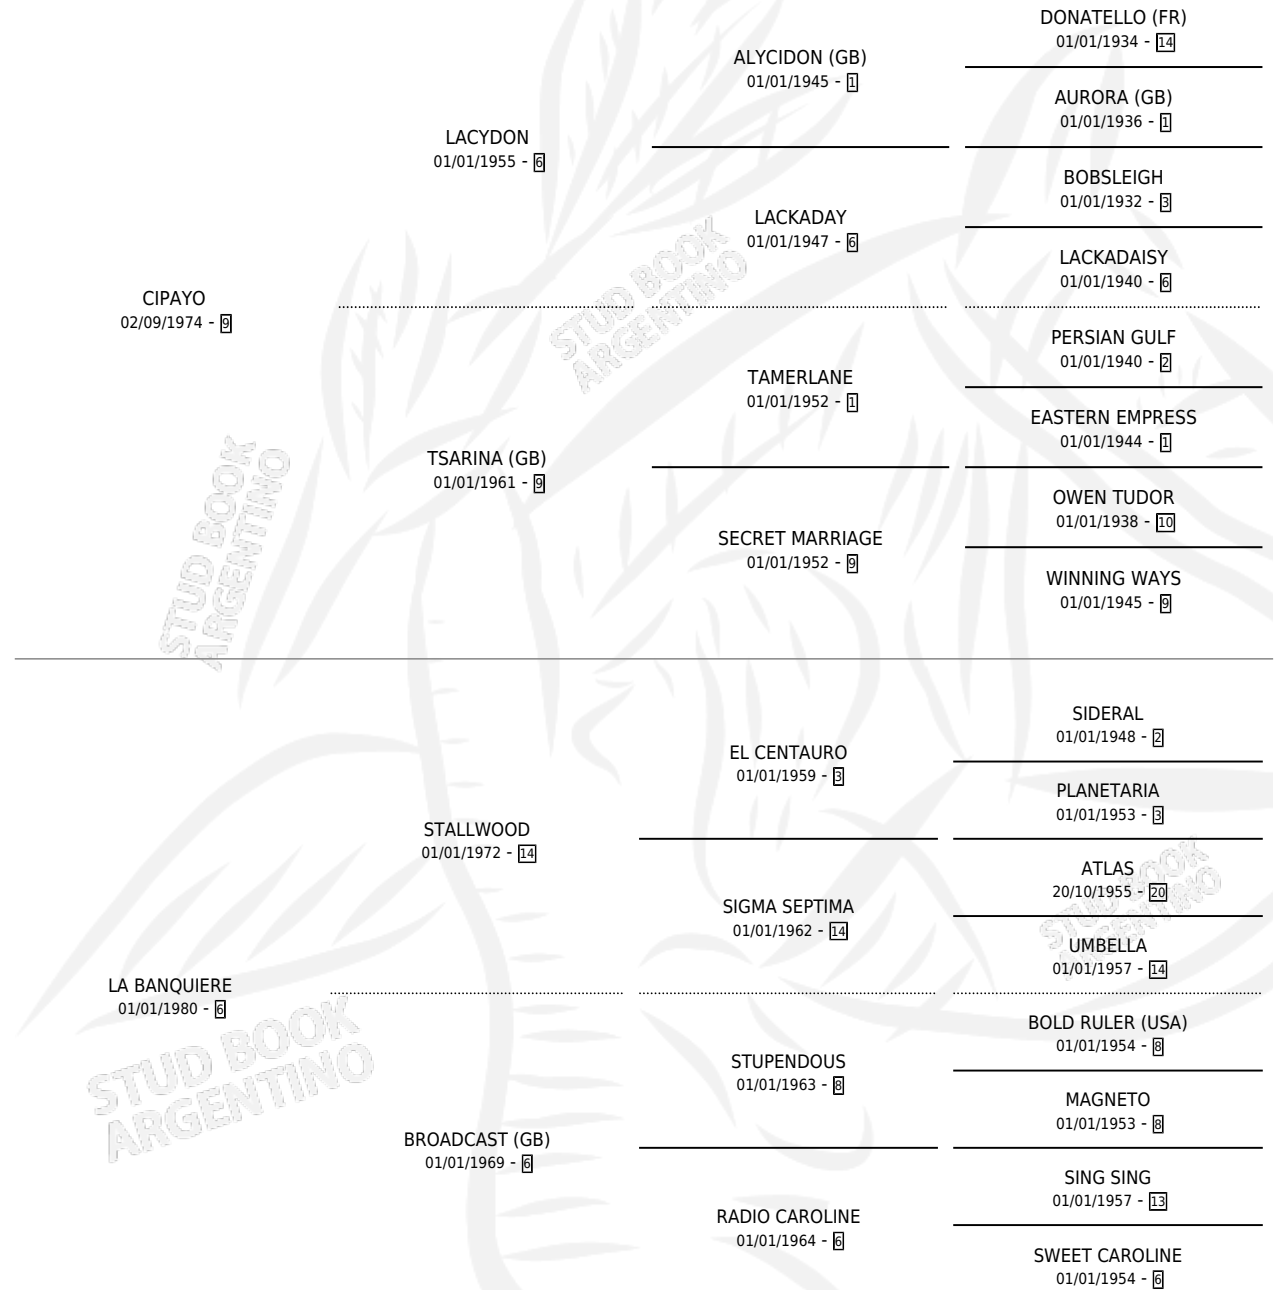 CIPAYO
02/09/1974 - 9
LACYDON
01/01/1955 - 6
ALYCIDON (GB)
01/01/1945 - 1
DONATELLO (FR)
01/01/1934 - 14
AURORA (GB)
01/01/1936 - 1
LACKADAY
01/01/1947 - 6
BOBSLEIGH
01/01/1932 - 3
LACKADAISY
01/01/1940 - 6
TSARINA (GB)
01/01/1961 - 9
TAMERLANE
01/01/1952 - 1
PERSIAN GULF
01/01/1940 - 2
EASTERN EMPRESS
01/01/1944 - 1
SECRET MARRIAGE
01/01/1952 - 9
OWEN TUDOR
01/01/1938 - 10
WINNING WAYS
01/01/1945 - 9
STUD BOOK
ARGENTINO
STUD BOOK
ARGENTINO
LA BANQUIERE
01/01/1980 - 6
STALLWOOD
01/01/1972 - 14
EL CENTAURO
01/01/1959 - 3
SIDERAL
01/01/1948 - 2
PLANETARIA
01/01/1953 - 3
SIGMA SEPTIMA
01/01/1962 - 14
ATLAS
20/10/1955 - 20
UMBELLA
01/01/1957 - 14
BROADCAST (GB)
01/01/1969 - 6
STUPENDOUS
01/01/1963 - 8
BOLD RULER (USA)
01/01/1954 - 8
MAGNETO
01/01/1953 - 8
RADIO CAROLINE
01/01/1964 - 6
SING SING
01/01/1957 - 13
SWEET CAROLINE
01/01/1954 - 6
STUD BOOK
ARGENTINO
STUD BOOK
ARGENTINO